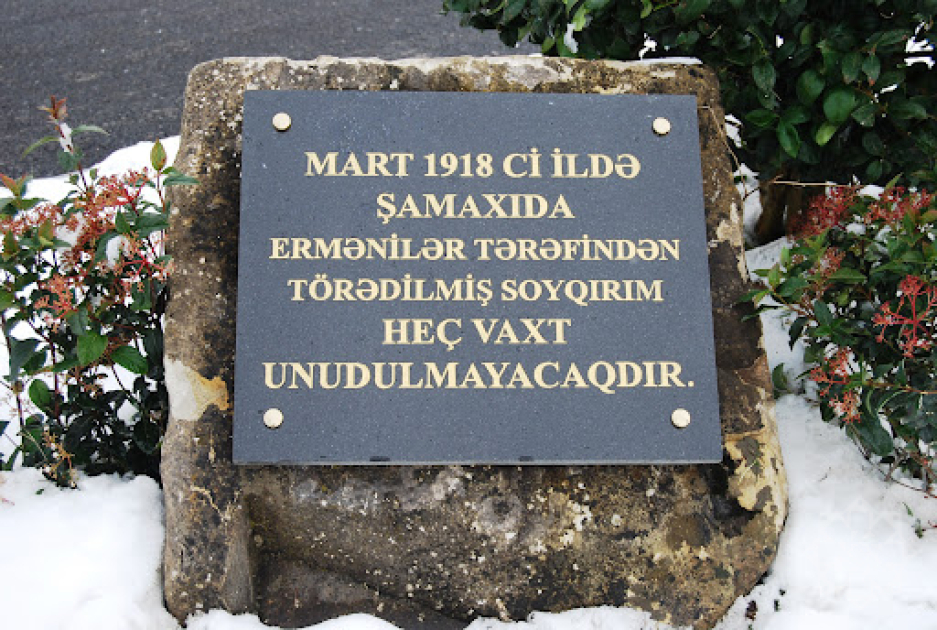 MART 1918 Cİ İLDƏ
ŞAMAXIDA
ERMƏNİLƏR TƏRƏFİNDƏN
TÖRƏDİLMİŞ SOYQIRIM
HEÇ VAXT
UNUDULMAYACAQDIR.